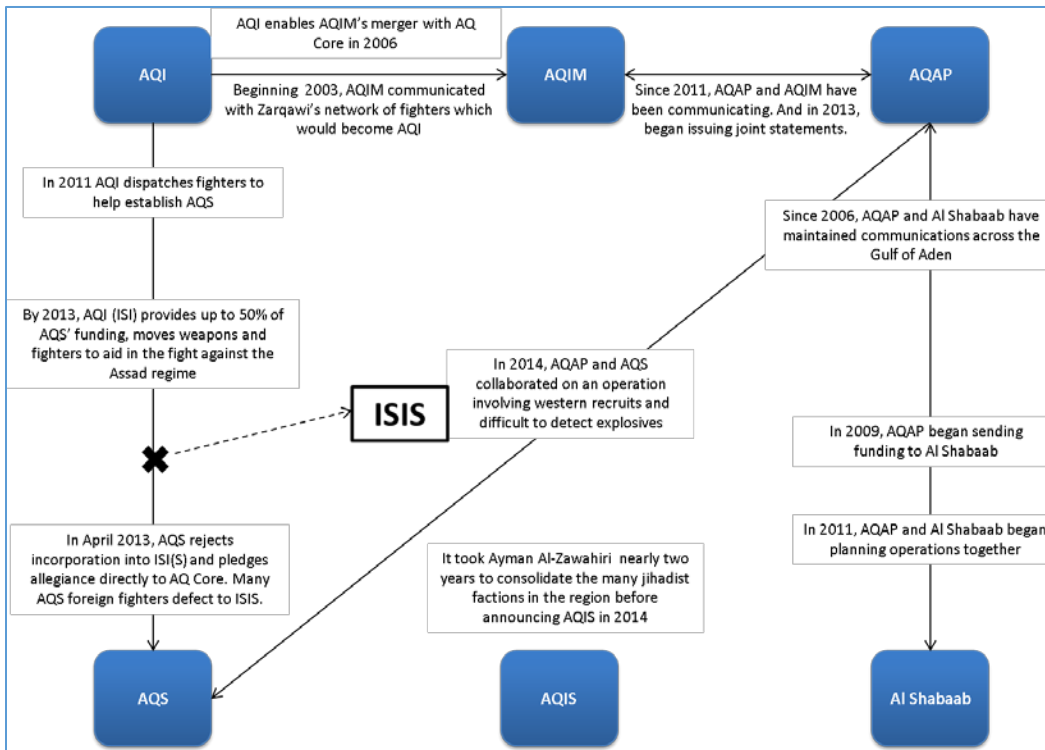 AQI enables AQIM's merger with AQ
Core in 2006
AQI
AQIM
AQAP
Beginning 2003, AQIM communicated
with Zarqawi's network of fighters which
would become AQI
Since 2011, AQAP and AQIM have
been communicating. And in 2013,
began issuing joint statements.
In 2011 AQI dispatches fighters to
help establish AQS
Since 2006, AQAP and Al Shabaab have
maintained communications across the
Gulf of Aden
By 2013, AQI (ISI) provides up to 50% of
AQS' funding, moves weapons and
fighters to aid in the fight against the
Assad regime
In 2014, AQAP and AQS
collaborated on an operation
involving western recruits and
difficult to detect explosives
ISIS
In 2009, AQAP began sending
funding to Al Shabaab
In April 2013, AQS rejects
incorporation into ISI(S) and pledges
allegiance directly to AQ Core. Many
AQS foreign fighters defect to ISIS.
It took Ayman Al-Zawahiri nearly two
years to consolidate the many jihadist
factions in the region before
announcing AQIS in 2014
In 2011, AQAP and Al Shabaab began
planning operations together
AQS
AQIS
Al Shabaab